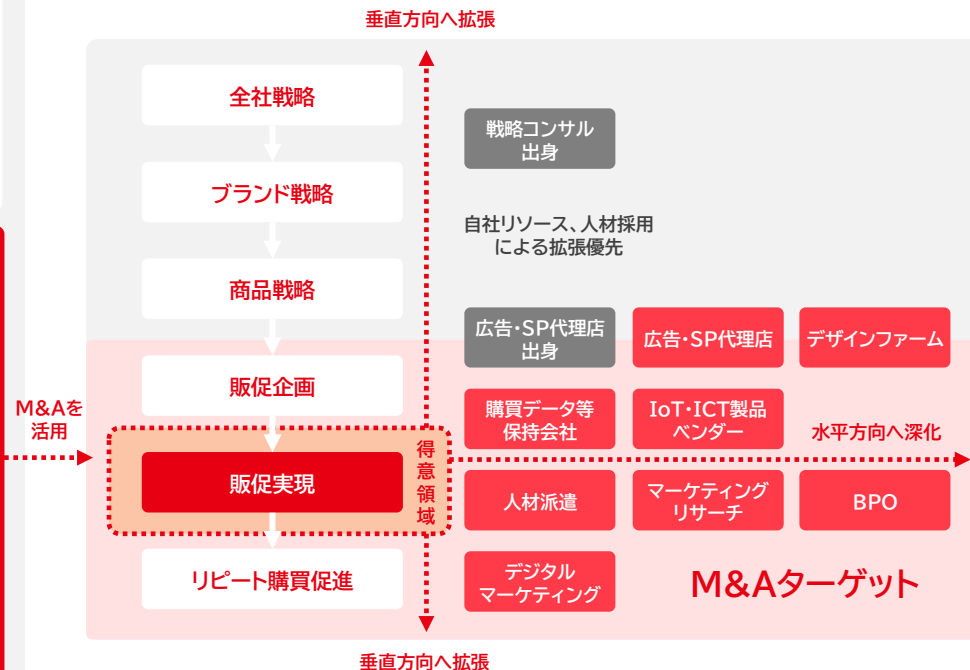 垂直方向へ拡張
全社戦略
ブランド戦略
商品戦略
販促企画
販促実現
リピート購買促進
M&Aを
活用
得意領域
戦略コンサル
出身
自社リソース、人材採用
による拡張優先
広告・SP代理店
出身
広告・SP代理店
デザインファーム
購買データ等
保持会社
IoT・ICT製品
ベンダー
水平方向へ深化
人材派遣
マーケティング
リサーチ
BPO
デジタル
マーケティング
M&Aターゲット
垂直方向へ拡張